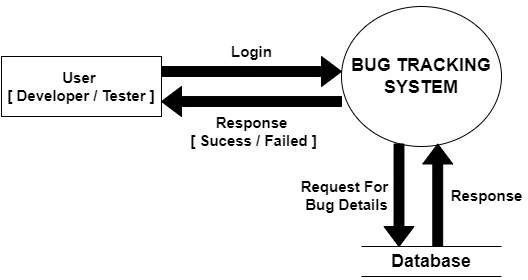 Login
BUG TRACKING
SYSTEM
User
[ Developer / Tester ]
Response
[ Sucess / Failed ]
Request For
Bug Details
Response
Database